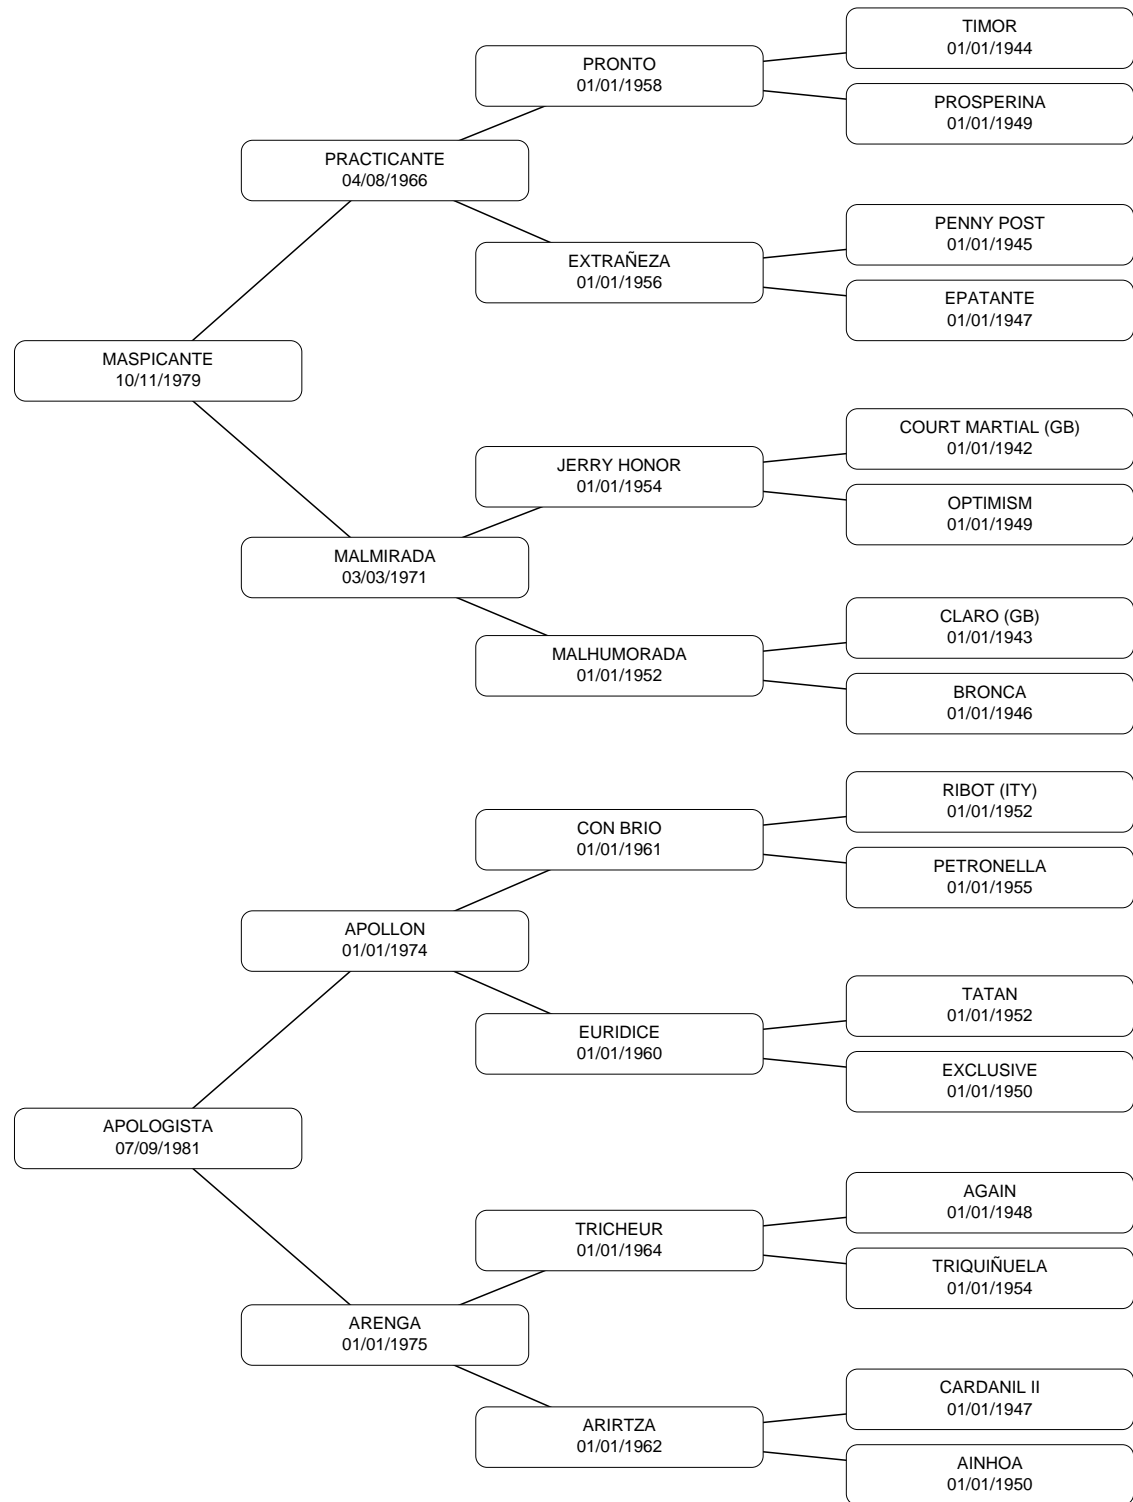 TIMOR
01/01/1944
PRONTO
01/01/1958
PROSPERINA
01/01/1949
PRACTICANTE
04/08/1966
PENNY POST
01/01/1945
EXTRAÑEZA
01/01/1956
EPATANTE
01/01/1947
MASPICANTE
10/11/1979
COURT MARTIAL (GB)
01/01/1942
JERRY HONOR
01/01/1954
OPTIMISM
01/01/1949
MALMIRADA
03/03/1971
CLARO (GB)
01/01/1943
MALHUMORADA
01/01/1952
BRONCA
01/01/1946
RIBOT (ITY)
01/01/1952
CON BRIO
01/01/1961
PETRONELLA
01/01/1955
APOLLON
01/01/1974
TATAN
01/01/1952
EURIDICE
01/01/1960
EXCLUSIVE
01/01/1950
APOLOGISTA
07/09/1981
AGAIN
01/01/1948
TRICHEUR
01/01/1964
TRIQUIÑUELA
01/01/1954
ARENGA
01/01/1975
CARDANIL II
01/01/1947
ARIRTZA
01/01/1962
AINHOA
01/01/1950